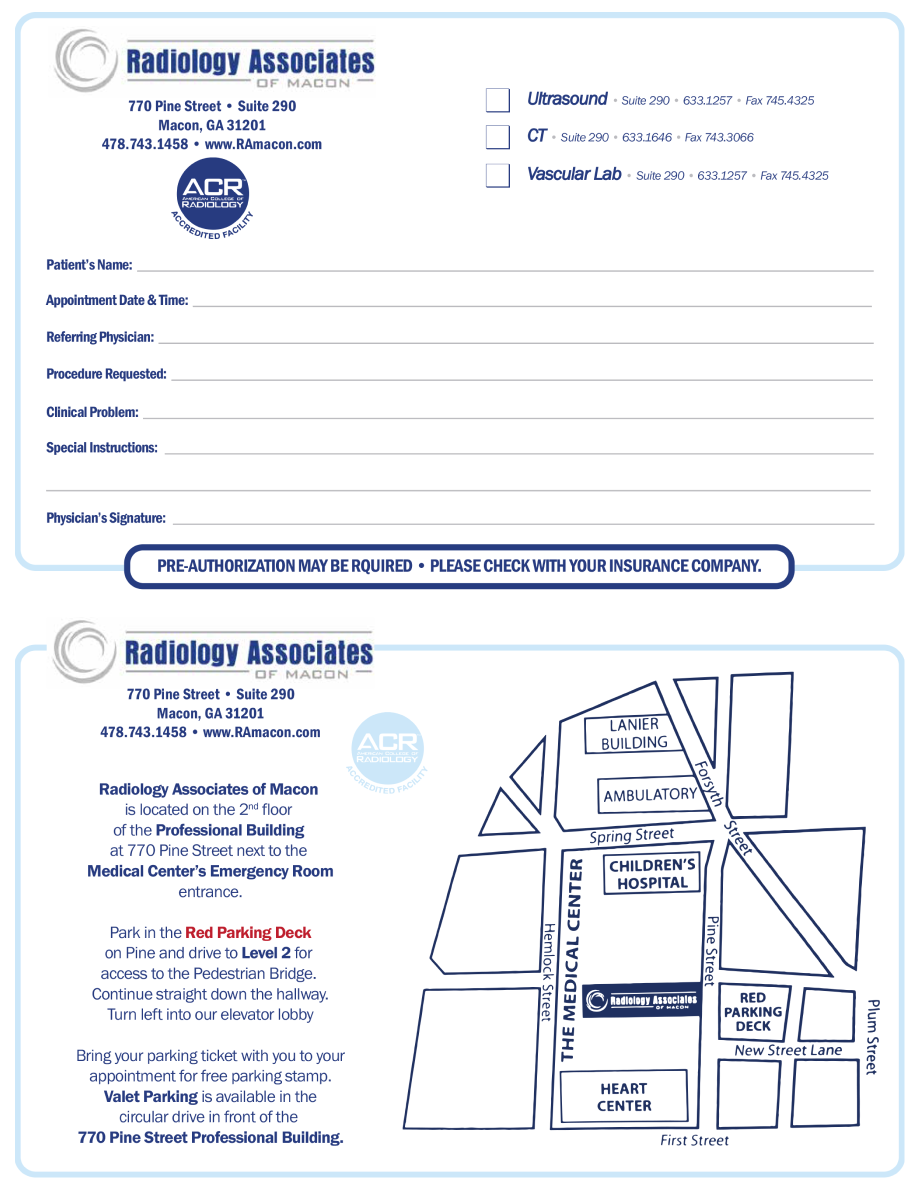 Radiology Associates
OF MACON
770 Pine Street • Suite 290
Macon, GA 31201
478.743.1458 • www.RAmacon.com
ACR
AMERICAN COLLEGE OF
RADIOLOGY
ACCREDITED FACILITY
Ultrasound • Suite 290 • 633.1257 • Fax 745.4325
CT • Suite 290 • 633.1646 • Fax 743.3066
Vascular Lab • Suite 290 • 633.1257 • Fax 745.4325
Patient's Name:
Appointment Date & Time:
Referring Physician:
Procedure Requested:
Clinical Problem:
Special Instructions:
Physician's Signature:
PRE-AUTHORIZATION MAY BE RQUIRED • PLEASE CHECK WITH YOUR INSURANCE COMPANY.
Radiology Associates
OF MACON
770 Pine Street • Suite 290
Macon, GA 31201
478.743.1458 • www.RAmacon.com
ACR
AMERICAN COLLEGE OF
RADIOLOGY
ACCREDITED FACILITY
Radiology Associates of Macon
is located on the 2nd floor
of the Professional Building
at 770 Pine Street next to the
Medical Center's Emergency Room
entrance.
Park in the Red Parking Deck
on Pine and drive to Level 2 for
access to the Pedestrian Bridge.
Continue straight down the hallway.
Turn left into our elevator lobby
Bring your parking ticket with you to your
appointment for free parking stamp.
Valet Parking is available in the
circular drive in front of the
770 Pine Street Professional Building.
LANIER
BUILDING
AMBULATORY
Forsyth Street
Spring Street
CHILDREN'S
HOSPITAL
THE MEDICAL CENTER
Hemlock Street
Pine Street
Radiology Associates
OF MACON
RED
PARKING
DECK
Plum Street
New Street Lane
HEART
CENTER
First Street